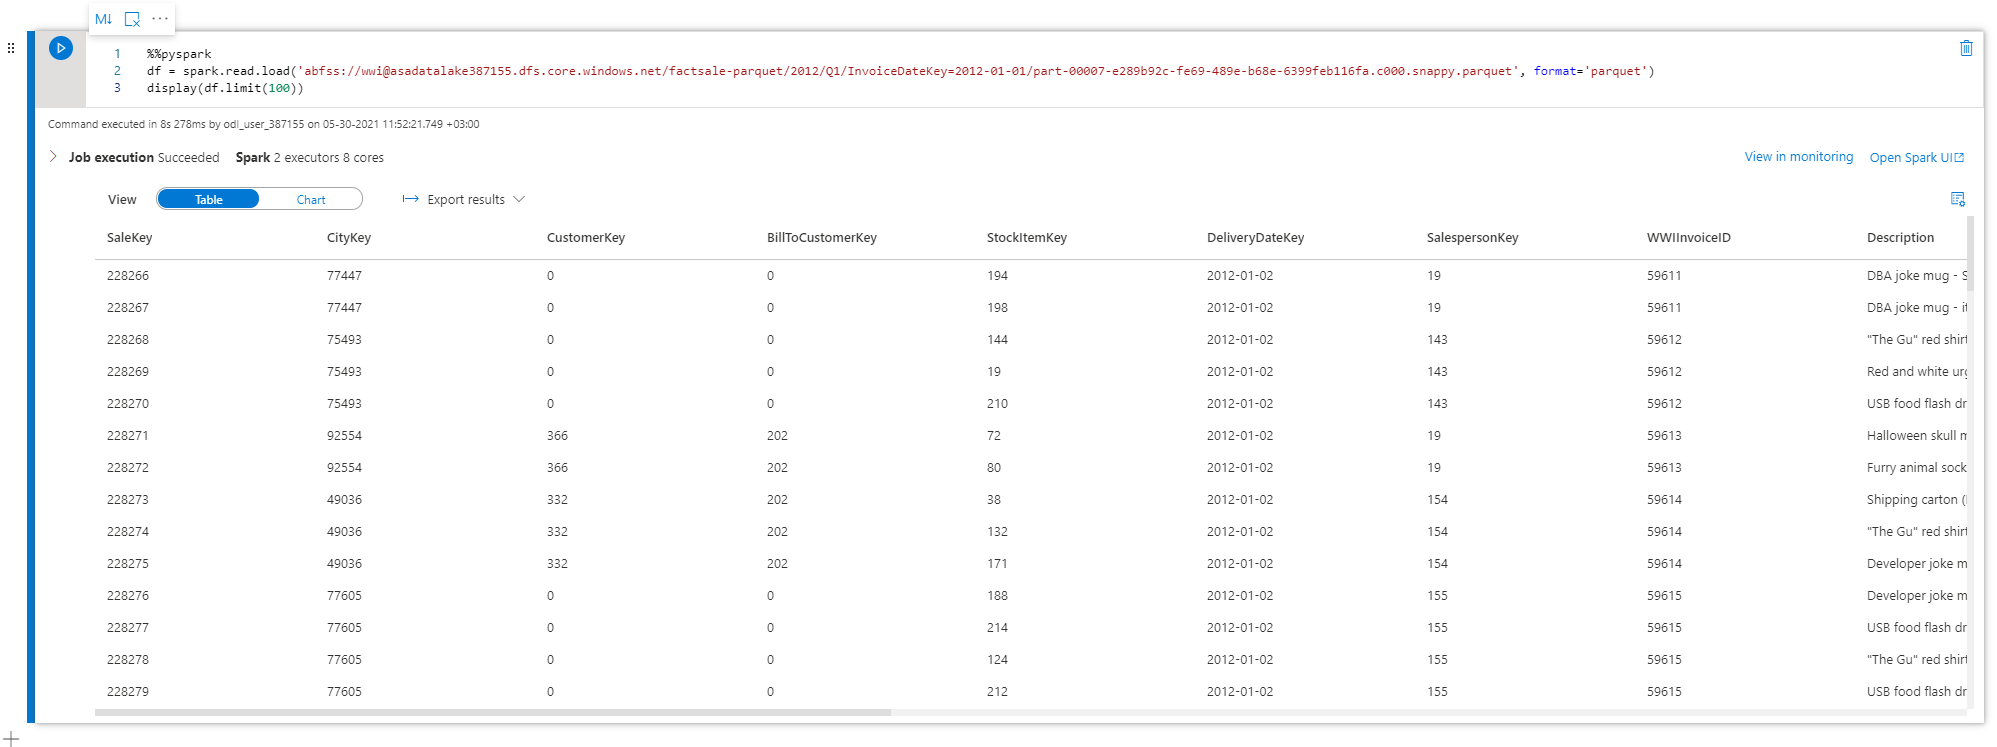 M↓ ...
1 %%pyspark
2 df = spark.read.load('abfss://wwi@asadatalake387155.dfs.core.windows.net/factsale-parquet/2012/Q1/InvoiceDateKey=2012-01-01/part-00007-e289b92c-fe69-489e-b68e-6399feb116fa.c000.snappy.parquet', format='parquet')
3 display(df.limit(100))
Command executed in 8s 278ms by odl_user_387155 on 05-30-2021 11:52:21.749 +03:00
Job execution Succeeded Spark 2 executors 8 cores View in monitoring Open Spark UI
View Table Chart Export results
SaleKey CityKey CustomerKey BillToCustomerKey StockItemKey DeliveryDateKey SalespersonKey WWIInvoiceID Description
228266 77447 0 0 194 2012-01-02 19 59611 DBA joke mug - S
228267 77447 0 0 198 2012-01-02 19 59611 DBA joke mug - it
228268 75493 0 0 144 2012-01-02 143 59612 "The Gu" red shirt
228269 75493 0 0 19 2012-01-02 143 59612 Red and white urg
228270 75493 0 0 210 2012-01-02 143 59612 USB food flash dr
228271 92554 366 202 72 2012-01-02 19 59613 Halloween skull m
228272 92554 366 202 80 2012-01-02 19 59613 Furry animal sock
228273 49036 332 202 38 2012-01-02 154 59614 Shipping carton (
228274 49036 332 202 132 2012-01-02 154 59614 "The Gu" red shirt
228275 49036 332 202 171 2012-01-02 154 59614 Developer joke m
228276 77605 0 0 188 2012-01-02 155 59615 Developer joke m
228277 77605 0 0 214 2012-01-02 155 59615 USB food flash dr
228278 77605 0 0 124 2012-01-02 155 59615 "The Gu" red shirt
228279 77605 0 0 212 2012-01-02 155 59615 USB food flash dr